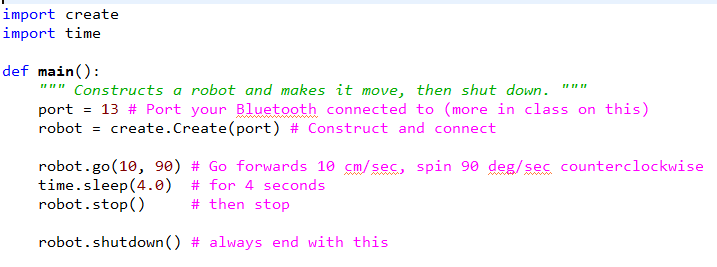 import create
import time
def main():
""" Constructs a robot and makes it move, then shut down. """
port = 13 # Port your Bluetooth connected to (more in class on this)
robot = create.Create(port) # Construct and connect
robot.go(10, 90) # Go forwards 10 cm/sec, spin 90 deg/sec counterclockwise
time.sleep(4.0) # for 4 seconds
robot.stop() # then stop
robot.shutdown() # always end with this